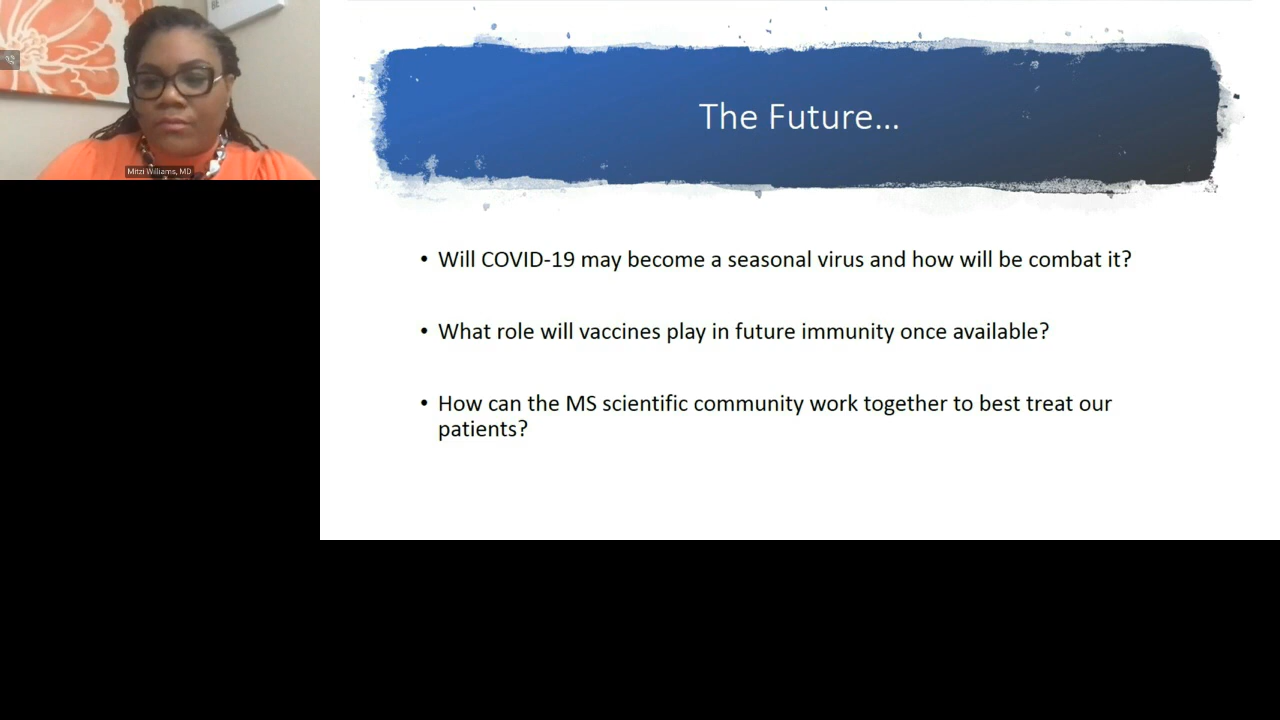 BE
Mitzi Williams, MD
The Future...
• Will COVID-19 may become a seasonal virus and how will be combat it?
• What role will vaccines play in future immunity once available?
• How can the MS scientific community work together to best treat our
patients?